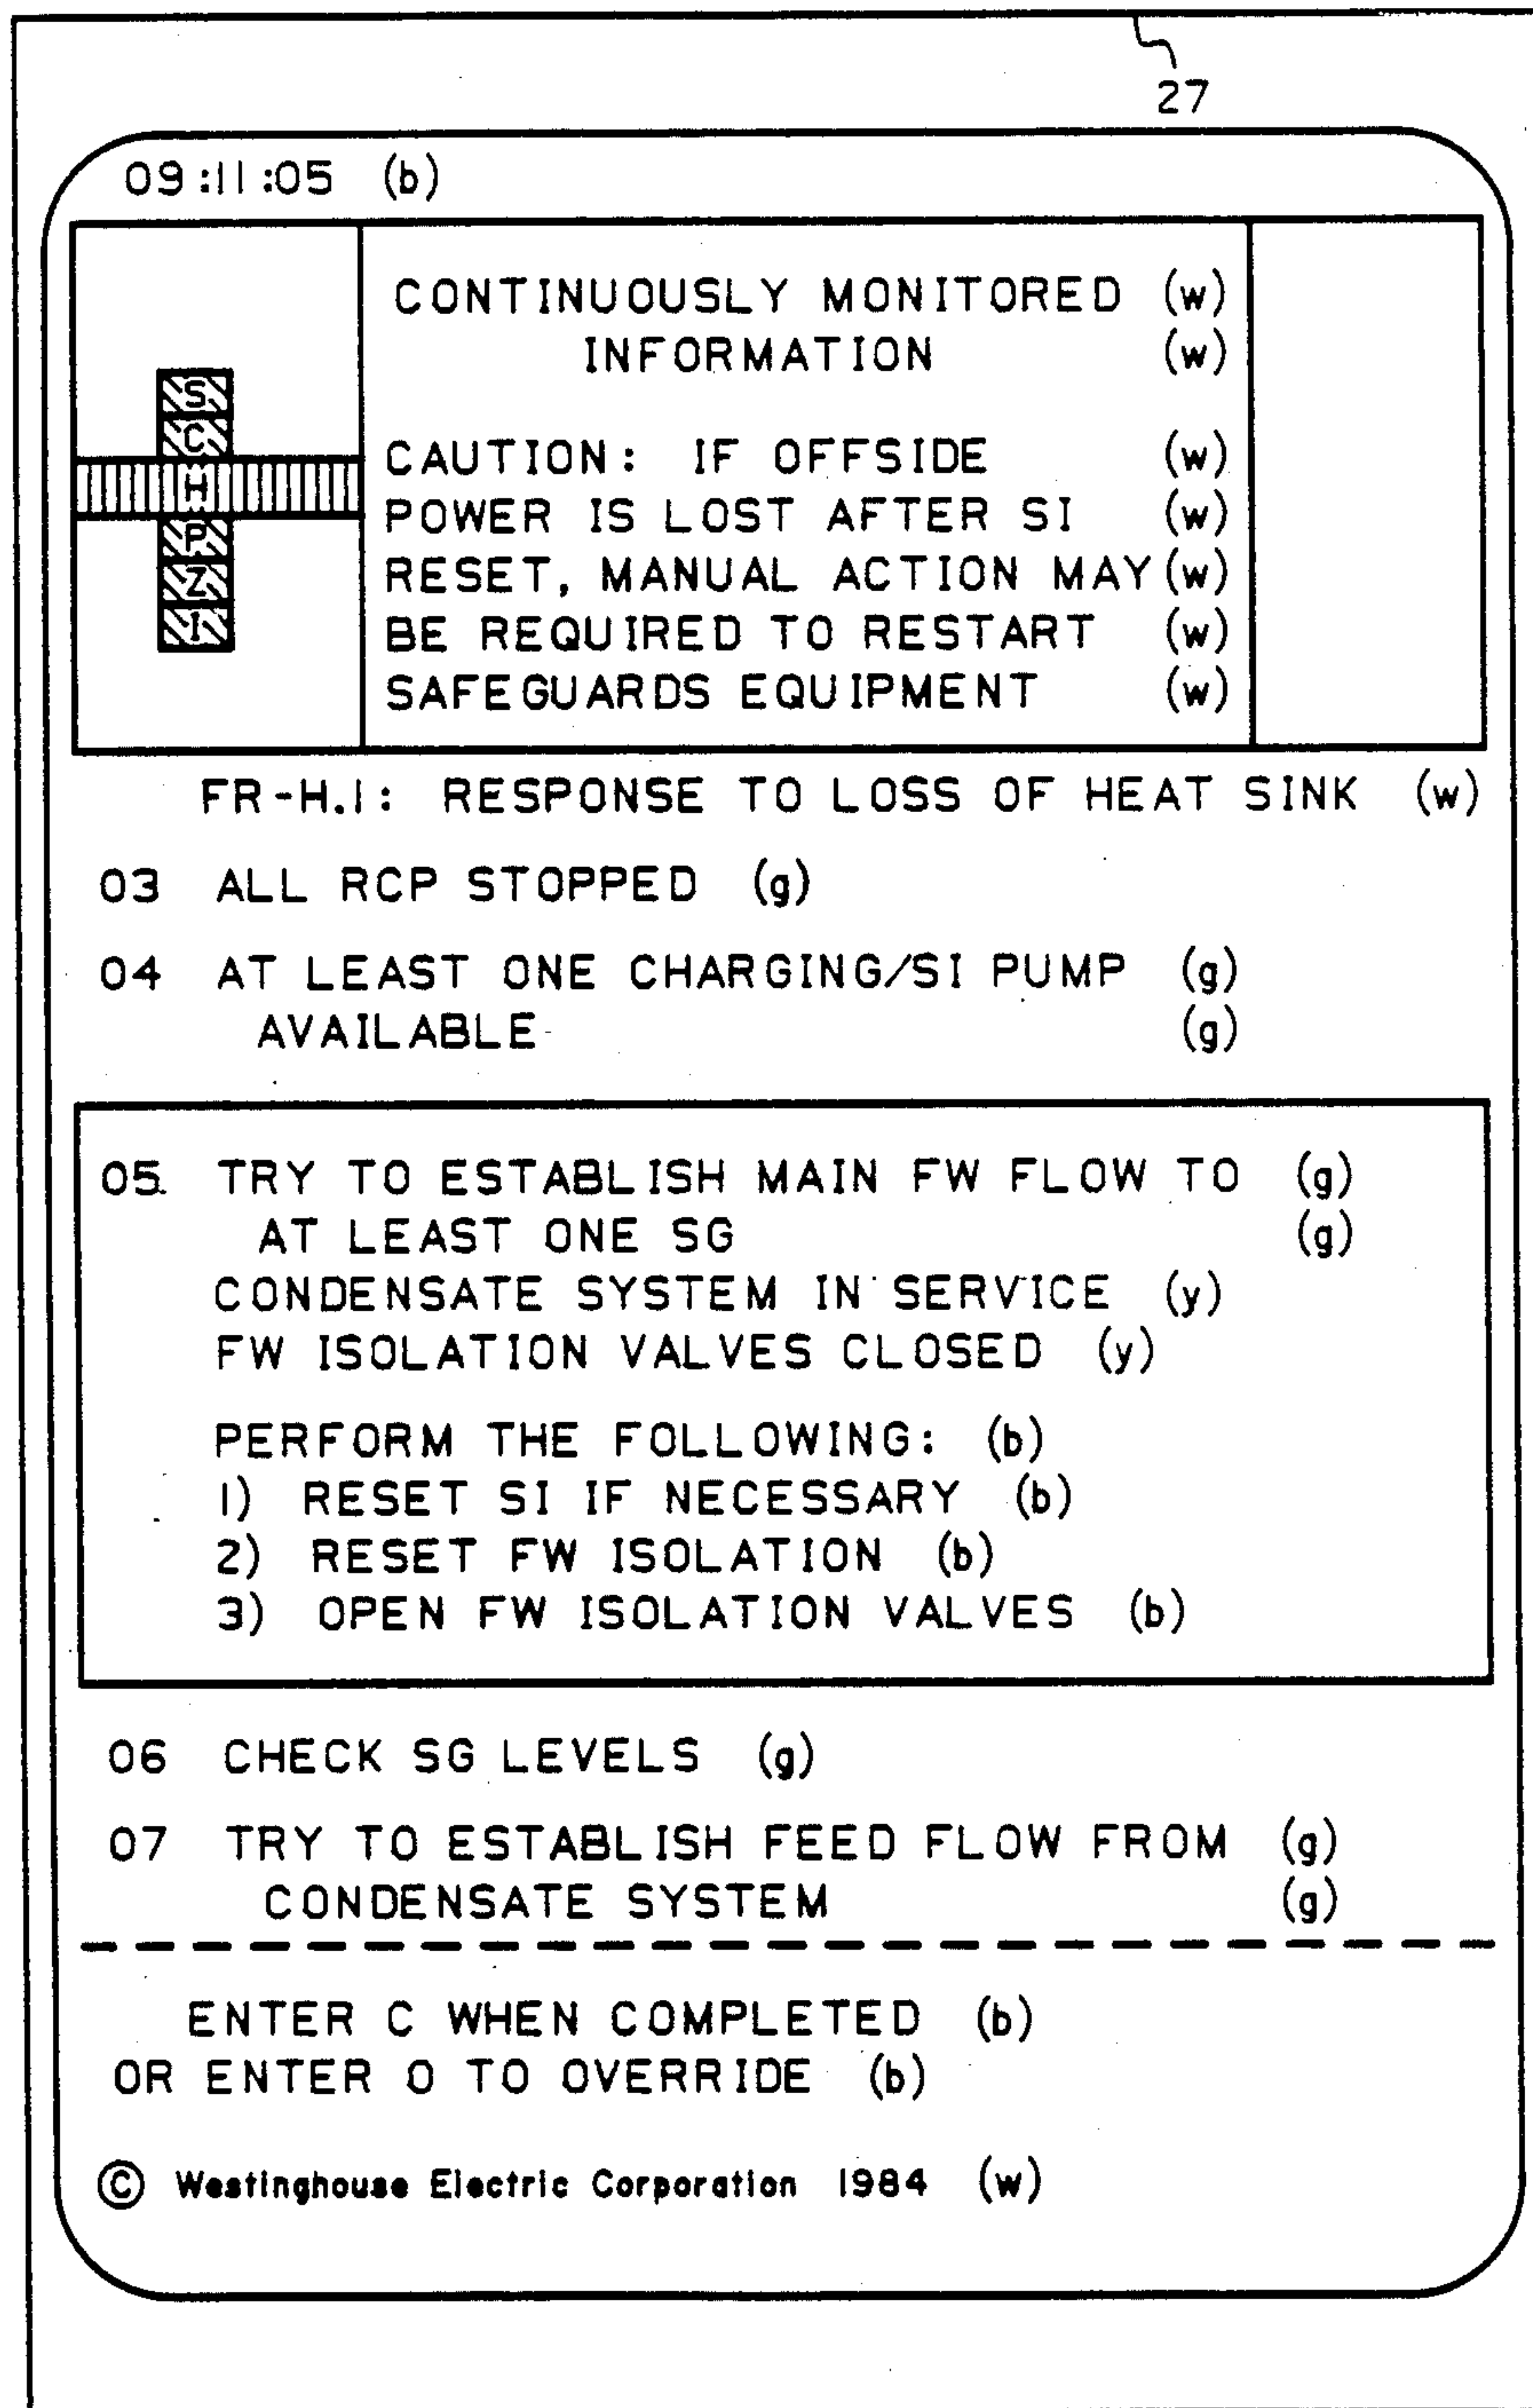 27
09:11:05 (b)
CONTINUOUSLY MONITORED (w)
INFORMATION (w)
CAUTION: IF OFFSIDE (w)
POWER IS LOST AFTER SI (w)
RESET, MANUAL ACTION MAY (w)
BE REQUIRED TO RESTART (w)
SAFEGUARDS EQUIPMENT (w)
S
C
H
P
Z
I
FR-H.1: RESPONSE TO LOSS OF HEAT SINK (w)
03 ALL RCP STOPPED (g)
04 AT LEAST ONE CHARGING/SI PUMP (g)
AVAILABLE (g)
05. TRY TO ESTABLISH MAIN FW FLOW TO (g)
AT LEAST ONE SG (g)
CONDENSATE SYSTEM IN SERVICE (y)
FW ISOLATION VALVES CLOSED (y)
PERFORM THE FOLLOWING: (b)
1) RESET SI IF NECESSARY (b)
2) RESET FW ISOLATION (b)
3) OPEN FW ISOLATION VALVES (b)
06 CHECK SG LEVELS (g)
07 TRY TO ESTABLISH FEED FLOW FROM (g)
CONDENSATE SYSTEM (g)
ENTER C WHEN COMPLETED (b)
OR ENTER O TO OVERRIDE (b)
© Westinghouse Electric Corporation 1984 (w)